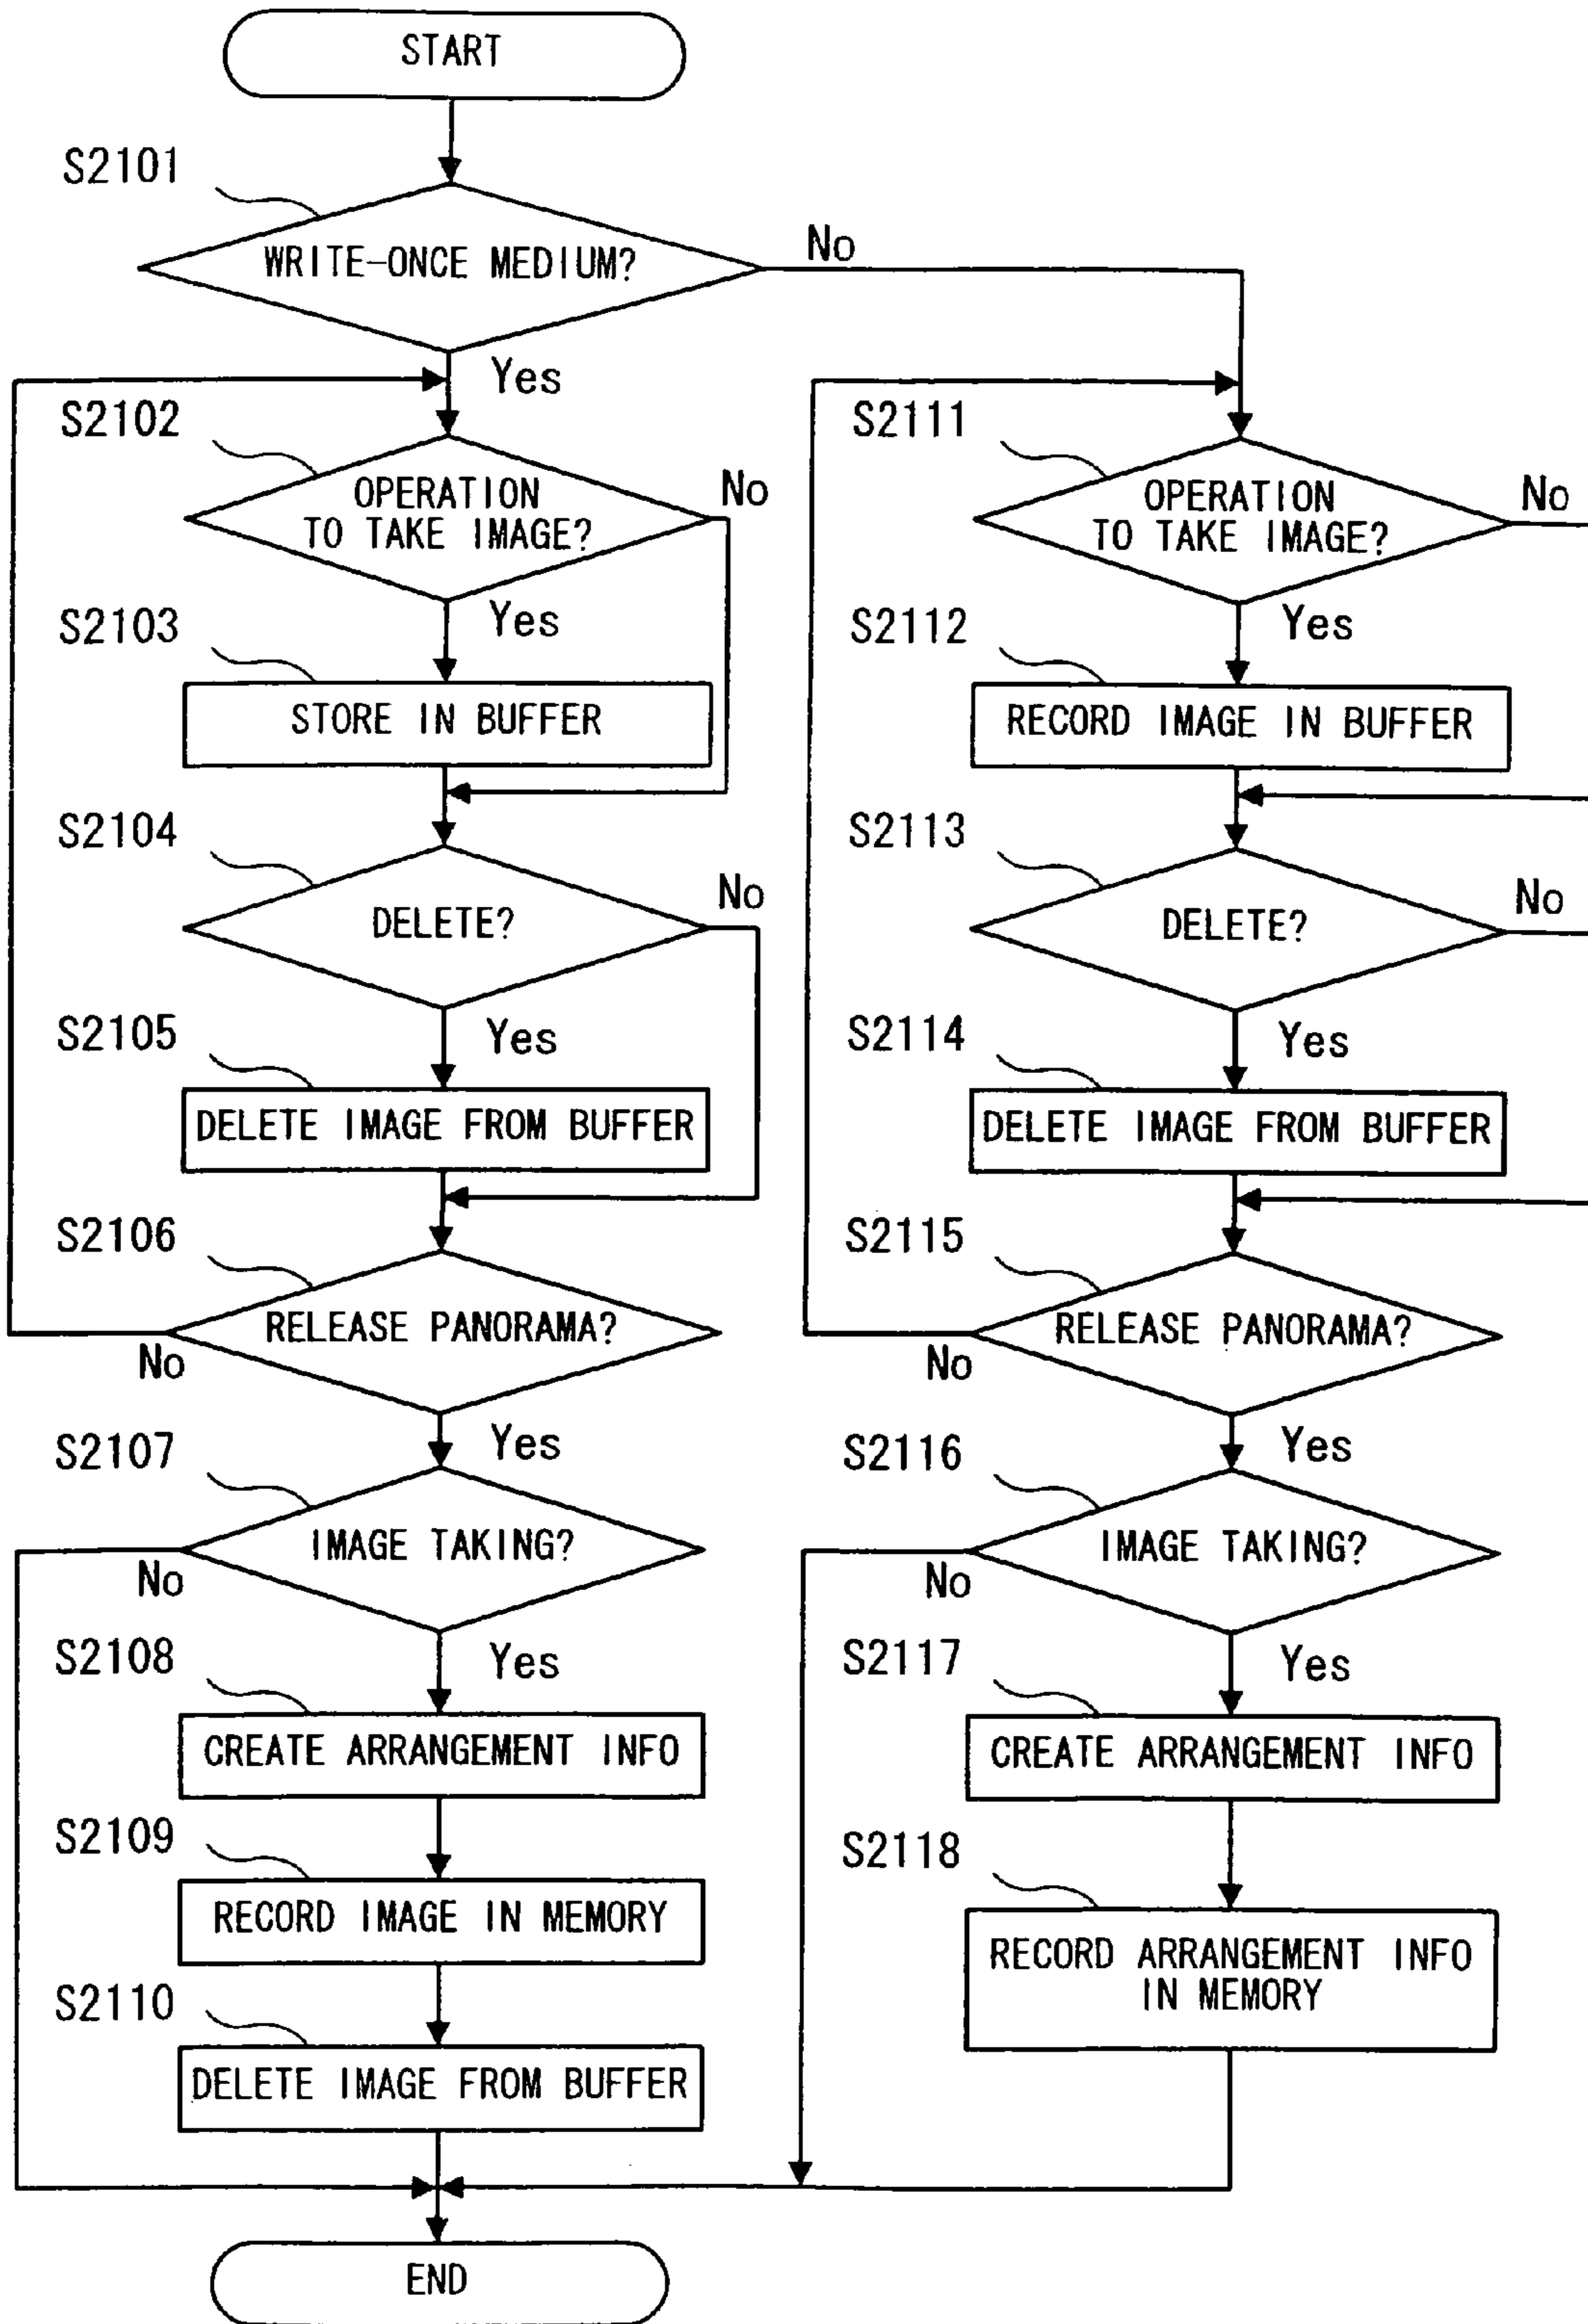 START
S2101
WRITE-ONCE MEDIUM?
No
Yes
S2102
OPERATION
TO TAKE IMAGE?
No
Yes
S2103
STORE IN BUFFER
S2104
DELETE?
No
Yes
S2105
DELETE IMAGE FROM BUFFER
S2106
RELEASE PANORAMA?
No
Yes
S2107
IMAGE TAKING?
No
Yes
S2108
CREATE ARRANGEMENT INFO
S2109
RECORD IMAGE IN MEMORY
S2110
DELETE IMAGE FROM BUFFER
S2111
OPERATION
TO TAKE IMAGE?
No
Yes
S2112
RECORD IMAGE IN BUFFER
S2113
DELETE?
No
Yes
S2114
DELETE IMAGE FROM BUFFER
S2115
RELEASE PANORAMA?
No
Yes
S2116
IMAGE TAKING?
No
Yes
S2117
CREATE ARRANGEMENT INFO
S2118
RECORD ARRANGEMENT INFO
IN MEMORY
END